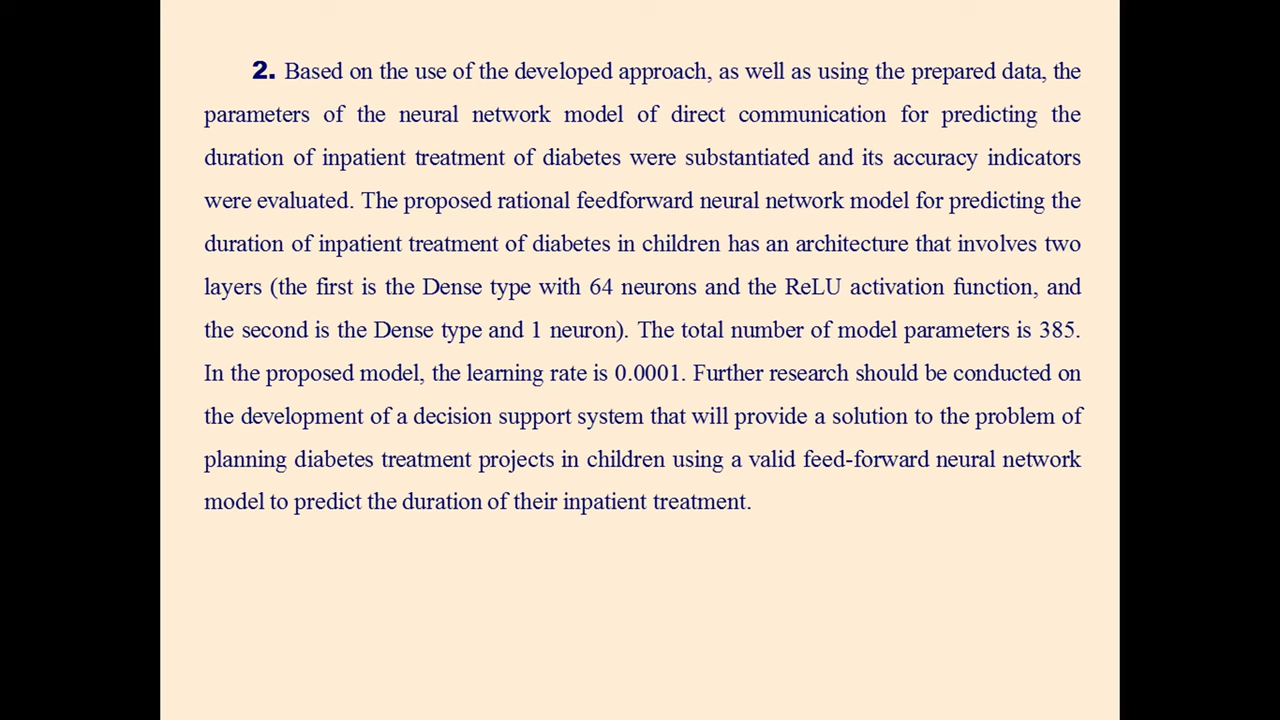 2. Based on the use of the developed approach, as well as using the prepared data, the
parameters of the neural network model of direct communication for predicting the
duration of inpatient treatment of diabetes were substantiated and its accuracy indicators
were evaluated. The proposed rational feedforward neural network model for predicting the
duration of inpatient treatment of diabetes in children has an architecture that involves two
layers (the first is the Dense type with 64 neurons and the ReLU activation function, and
the second is the Dense type and 1 neuron). The total number of model parameters is 385.
In the proposed model, the learning rate is 0.0001. Further research should be conducted on
the development of a decision support system that will provide a solution to the problem of
planning diabetes treatment projects in children using a valid feed-forward neural network
model to predict the duration of their inpatient treatment.